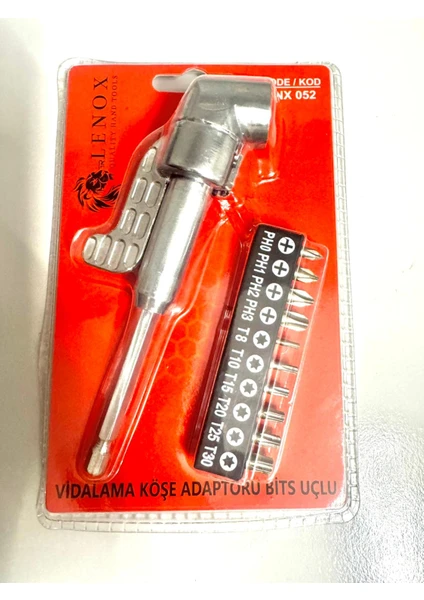 LENOX
QUALITY HAND TOOLS
ODE / KOD
NX 052
PH0 PH1 PH2 PH3 T8 T10 T15 T20 T25 T30
VİDALAMA KÖŞE ADAPTÖRÜ BİTS UÇLU